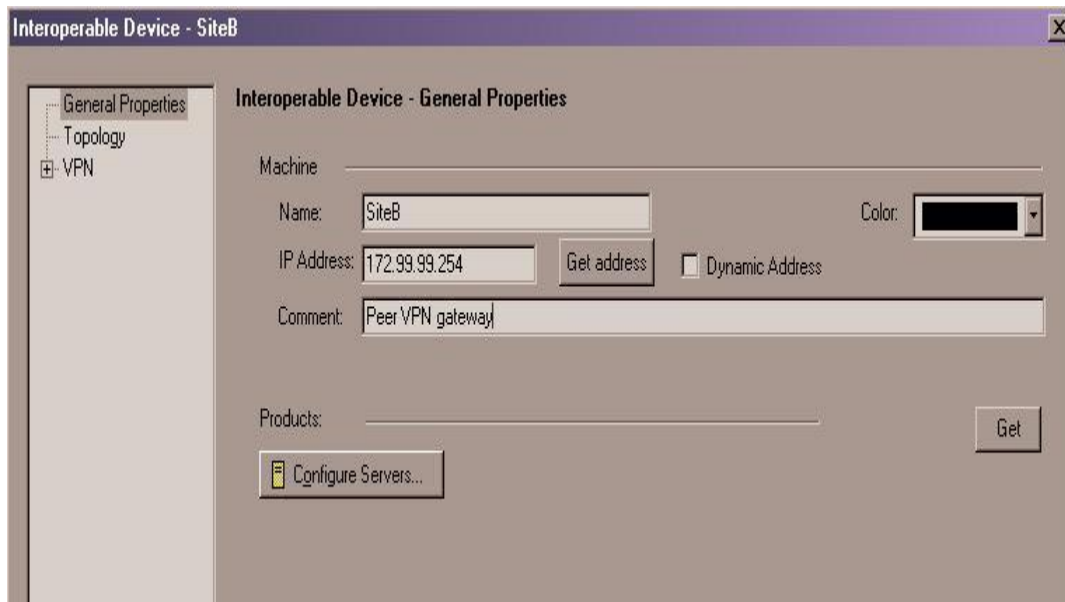 Interoperable Device - SiteB
General Properties
Topology
VPN
Interoperable Device - General Properties
Machine
Name: SiteB Color:
IP Address: 172.99.99.254 Get address Dynamic Address
Comment: Peer VPN gateway
Products:
Get
Configure Servers...